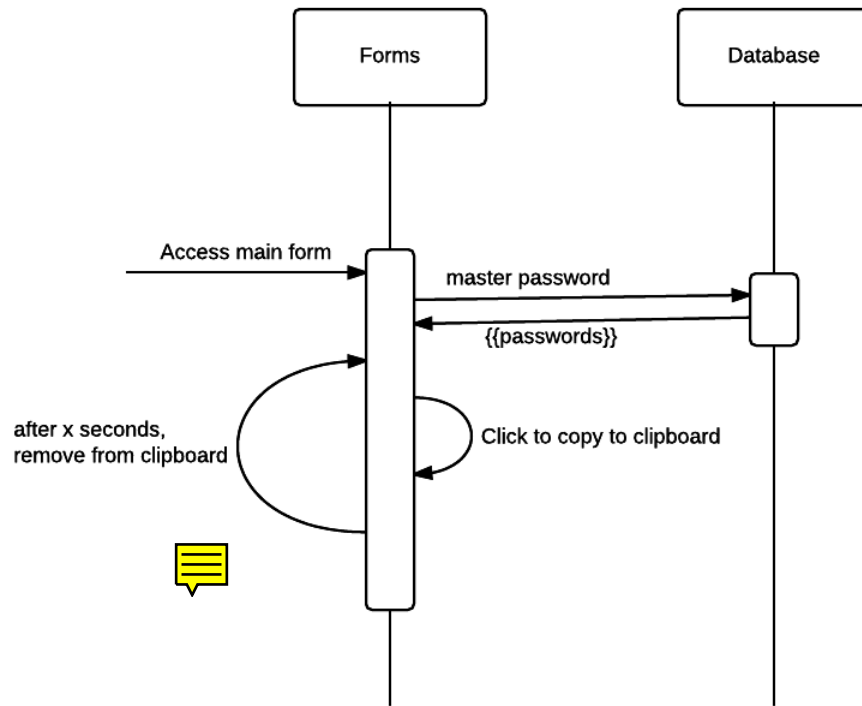 Forms
Database
Access main form
master password
{{passwords}}
after x seconds,
remove from clipboard
Click to copy to clipboard